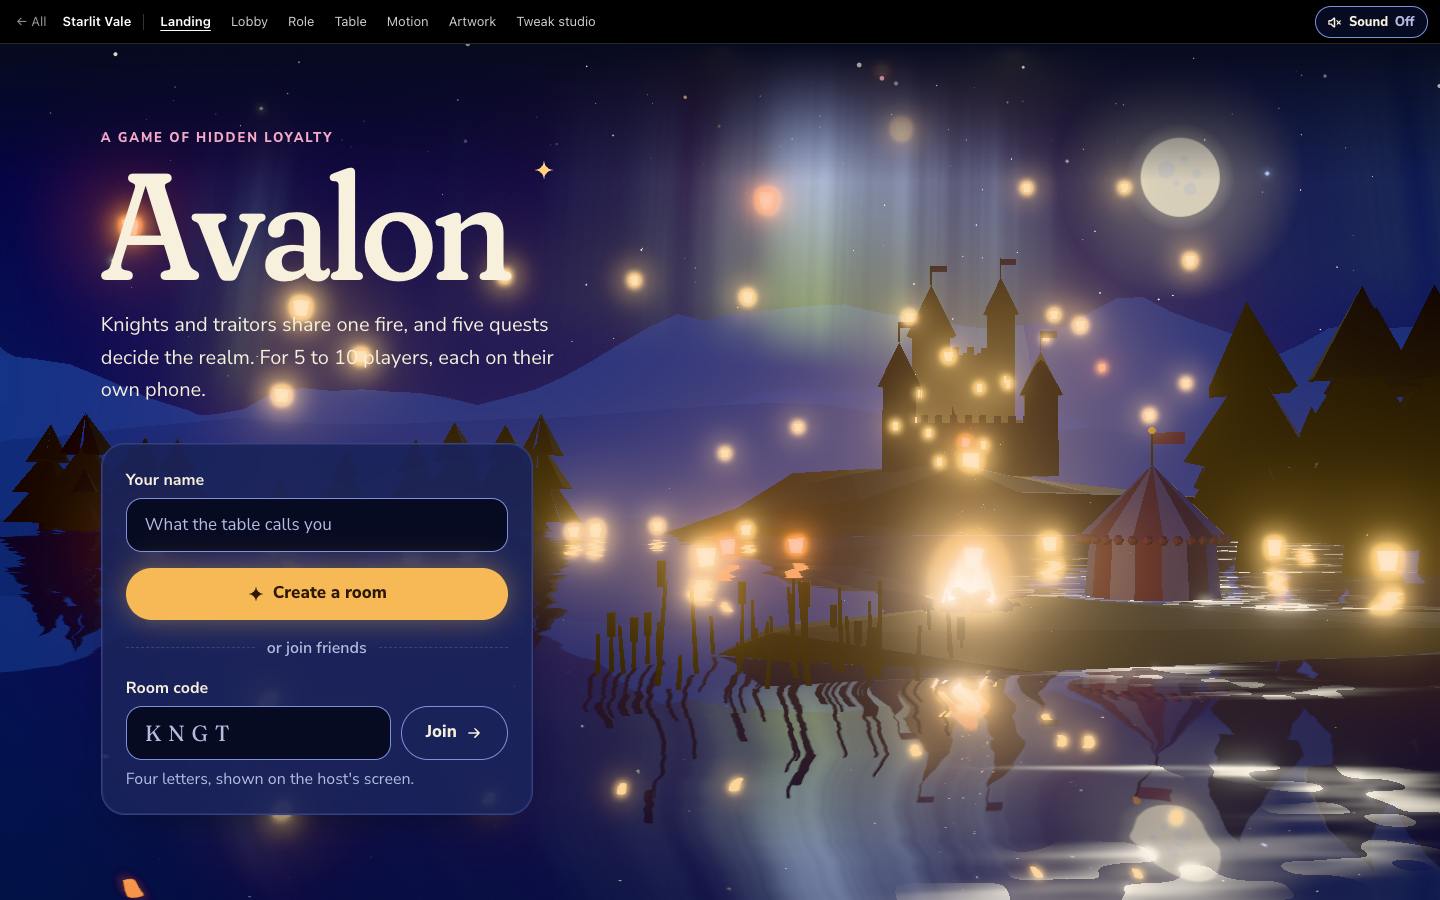 ← All Starlit Vale Landing Lobby Role Table Motion Artwork Tweak studio Sound Off
A GAME OF HIDDEN LOYALTY
Avalon
Knights and traitors share one fire, and five quests
decide the realm. For 5 to 10 players, each on their
own phone.
Your name
What the table calls you
Create a room
or join friends
Room code
KNGT
Join →
Four letters, shown on the host's screen.